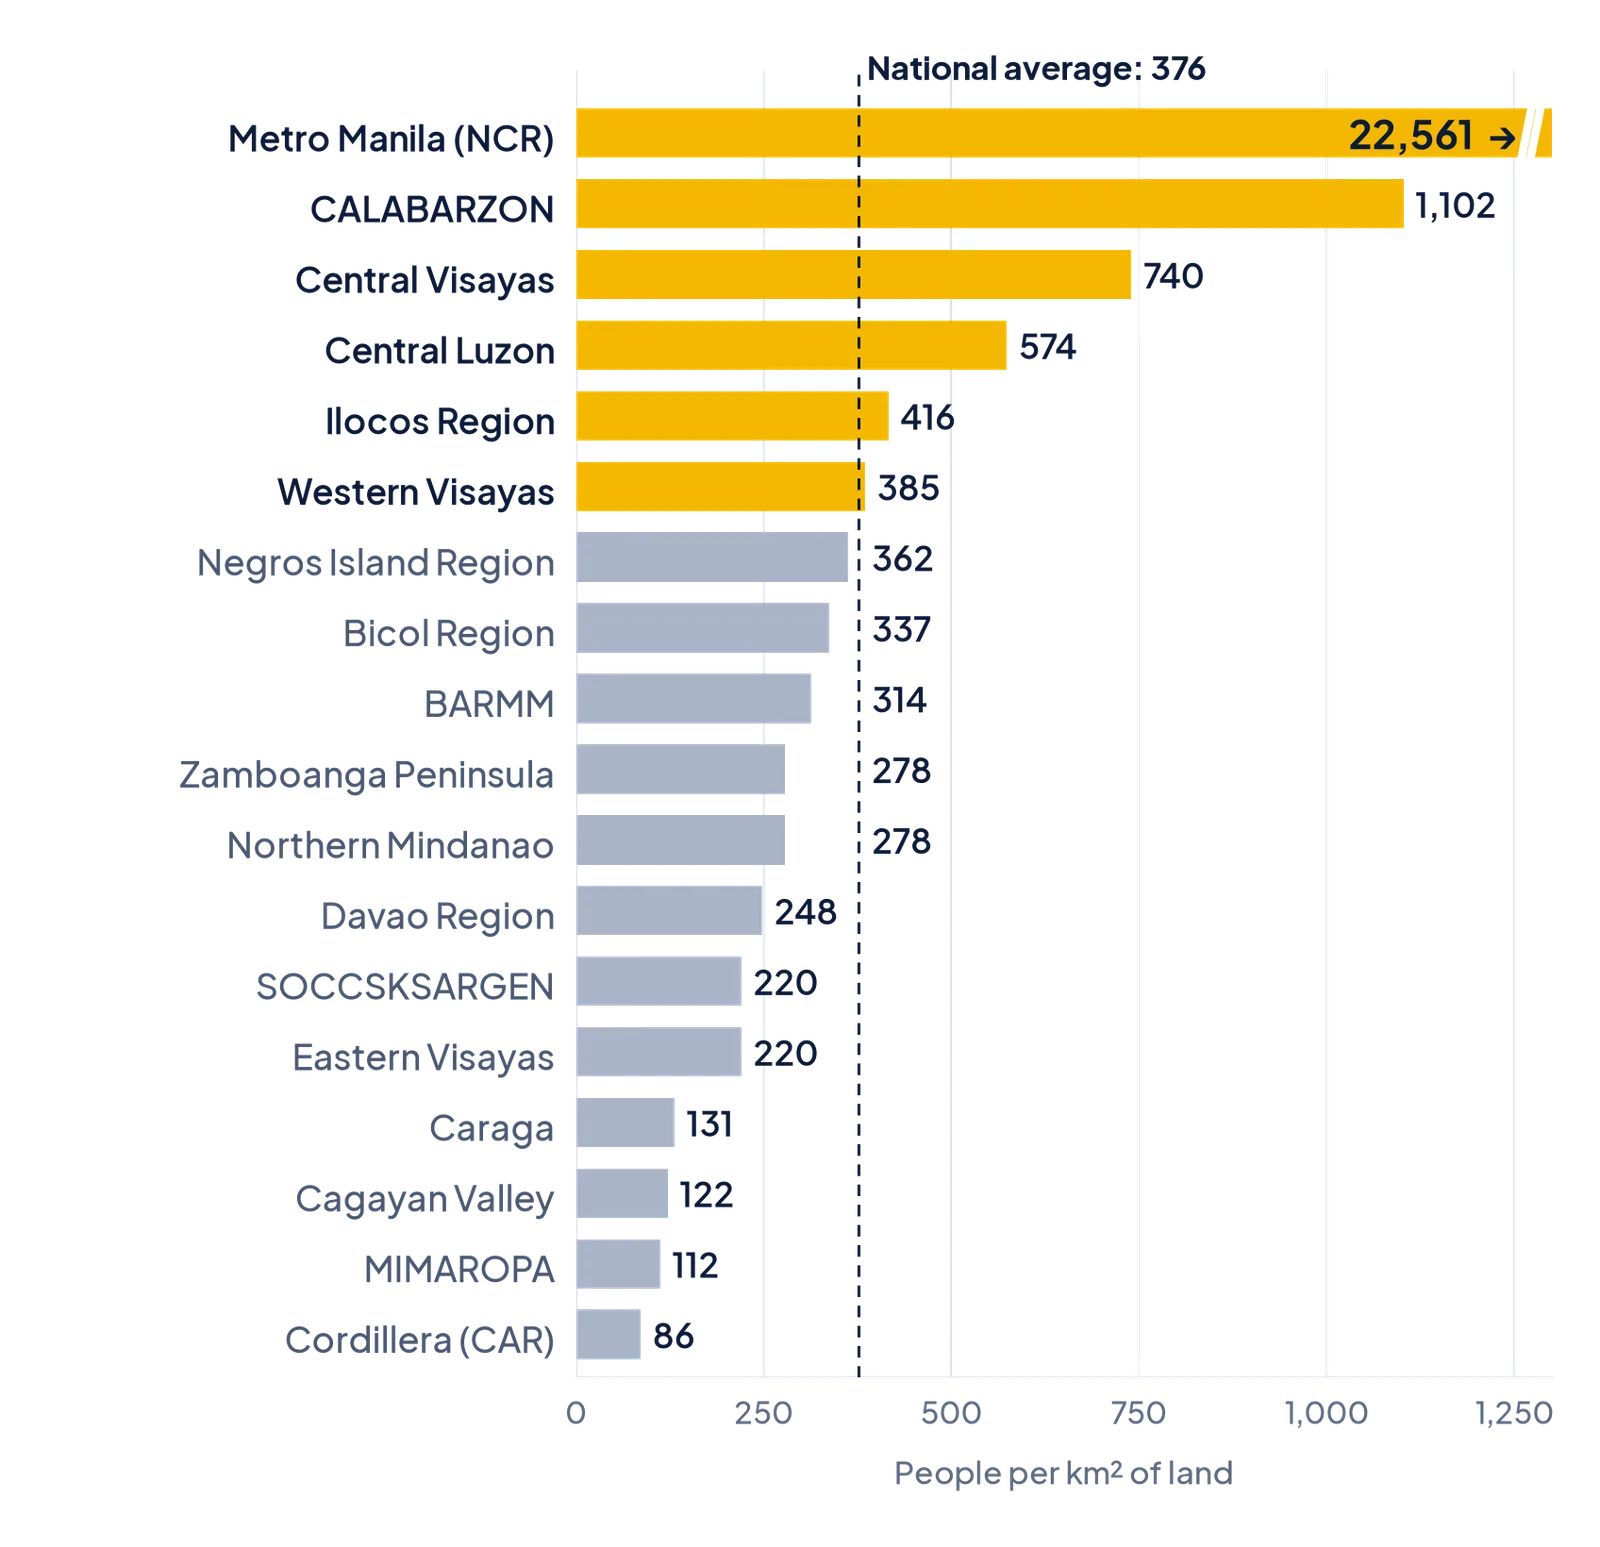 National average: 376
Metro Manila (NCR) 22,561 →
CALABARZON 1,102
Central Visayas 740
Central Luzon 574
Ilocos Region 416
Western Visayas 385
Negros Island Region 362
Bicol Region 337
BARMM 314
Zamboanga Peninsula 278
Northern Mindanao 278
Davao Region 248
SOCCSKSARGEN 220
Eastern Visayas 220
Caraga 131
Cagayan Valley 122
MIMAROPA 112
Cordillera (CAR) 86
0 250 500 750 1,000 1,250
People per km² of land